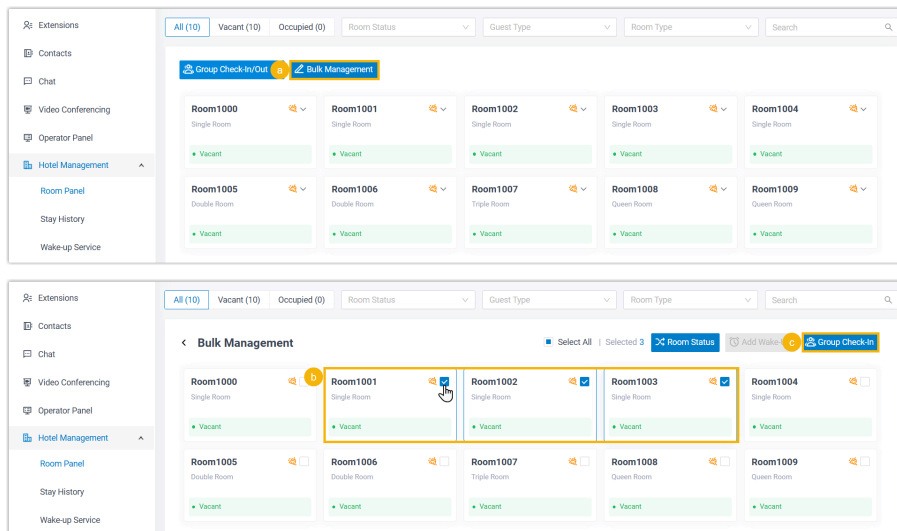 Extensions
Contacts
Chat
Video Conferencing
Operator Panel
Hotel Management
Room Panel
Stay History
Wake-up Service
All (10) Vacant (10) Occupied (0) Room Status Guest Type Room Type Search
Group Check-In/Out a Bulk Management
Room1000 Room1001 Room1002 Room1003 Room1004
Single Room Single Room Single Room Single Room Single Room
Vacant Vacant Vacant Vacant Vacant
Room1005 Room1006 Room1007 Room1008 Room1009
Double Room Double Room Triple Room Queen Room Queen Room
Vacant Vacant Vacant Vacant Vacant
Extensions
Contacts
Chat
Video Conferencing
Operator Panel
Hotel Management
Room Panel
Stay History
Wake-up Service
All (10) Vacant (10) Occupied (0) Room Status Guest Type Room Type Search
Bulk Management Select All | Selected 3 Room Status Add Wake c Group Check-In
Room1000 b Room1001 Room1002 Room1003 Room1004
Single Room Single Room Single Room Single Room Single Room
Vacant Vacant Vacant Vacant Vacant
Room1005 Room1006 Room1007 Room1008 Room1009
Double Room Double Room Triple Room Queen Room Queen Room
Vacant Vacant Vacant Vacant Vacant